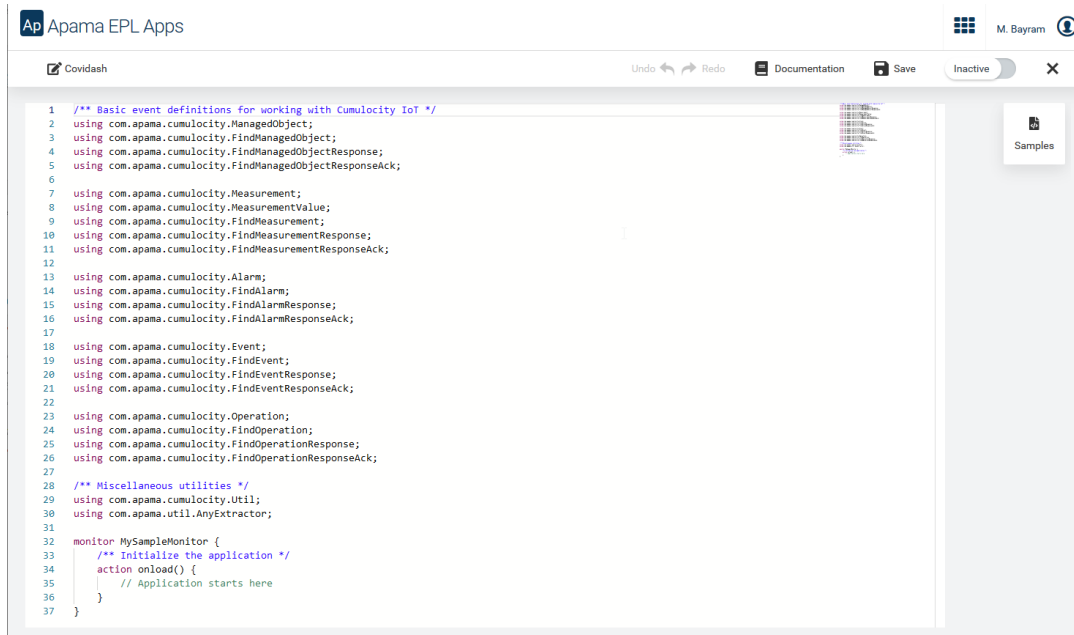 Ap Apama EPL Apps
M. Bayram
Covidash
Undo Redo
Documentation
Save
Inactive
Samples
1 /** Basic event definitions for working with Cumulocity IoT */
2 using com.apama.cumulocity.ManagedObject;
3 using com.apama.cumulocity.FindManagedObject;
4 using com.apama.cumulocity.FindManagedObjectResponse;
5 using com.apama.cumulocity.FindManagedObjectResponseAck;
6
7 using com.apama.cumulocity.Measurement;
8 using com.apama.cumulocity.MeasurementValue;
9 using com.apama.cumulocity.FindMeasurement;
10 using com.apama.cumulocity.FindMeasurementResponse;
11 using com.apama.cumulocity.FindMeasurementResponseAck;
12
13 using com.apama.cumulocity.Alarm;
14 using com.apama.cumulocity.FindAlarm;
15 using com.apama.cumulocity.FindAlarmResponse;
16 using com.apama.cumulocity.FindAlarmResponseAck;
17
18 using com.apama.cumulocity.Event;
19 using com.apama.cumulocity.FindEvent;
20 using com.apama.cumulocity.FindEventResponse;
21 using com.apama.cumulocity.FindEventResponseAck;
22
23 using com.apama.cumulocity.Operation;
24 using com.apama.cumulocity.FindOperation;
25 using com.apama.cumulocity.FindOperationResponse;
26 using com.apama.cumulocity.FindOperationResponseAck;
27
28 /** Miscellaneous utilities */
29 using com.apama.cumulocity.Util;
30 using com.apama.util.AnyExtractor;
31
32 monitor MySampleMonitor {
33 /** Initialize the application */
34 action onload() {
35 // Application starts here
36 }
37 }